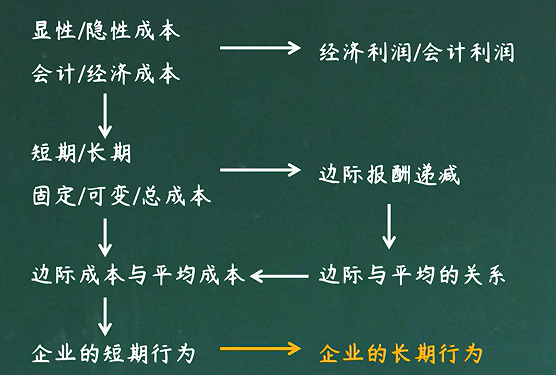 显性/隐性成本
会计/经济成本
经济利润/会计利润
短期/长期
固定/可变/总成本
边际报酬递减
边际成本与平均成本
边际与平均的关系
企业的短期行为
企业的长期行为